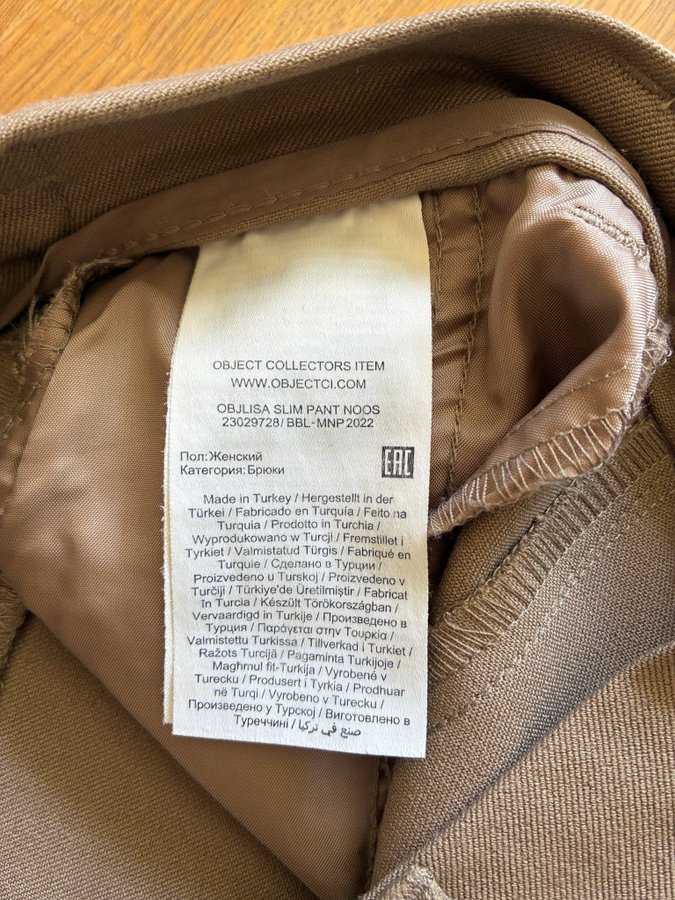 OBJECT COLLECTORS ITEM
WWW.OBJECTCI.COM
OBJLISA SLIM PANT NOOS
23029728/ BBL-MNP 2022
Пол:Женский
Категория:Брюки
EAC
Made in Turkey / Hergestellt in der
Türkei / Fabricado en Turquía / Feito na
Turquia / Prodotto in Turchia /
Wyprodukowano w Turcji / Fremstillet i
Tyrkiet / Valmistatud Türgis / Fabriqué en
Turquie / Сделано в Турции /
Proizvedeno u Turskoj / Proizvedeno v
Turčiji / Türkiye'de Üretilmiştir / Fabricat
în Turcia / Készült Törökországban /
Vervaardigd in Turkije / Произведено в
Турция / Παράγεται στην Τουρκία /
Valmistettu Turkissa / Tillverkad i Turkiet /
Ražots Turcijā / Pagaminta Turkijoje /
Magħmul fit-Turkija / Vyrobené v
Turecku / Produsert i Tyrkia / Prodhuar
në Turqi / Vyrobeno v Turecku /
Произведено у Турској / Виготовлено в
Туреччині / صنع في تركيا